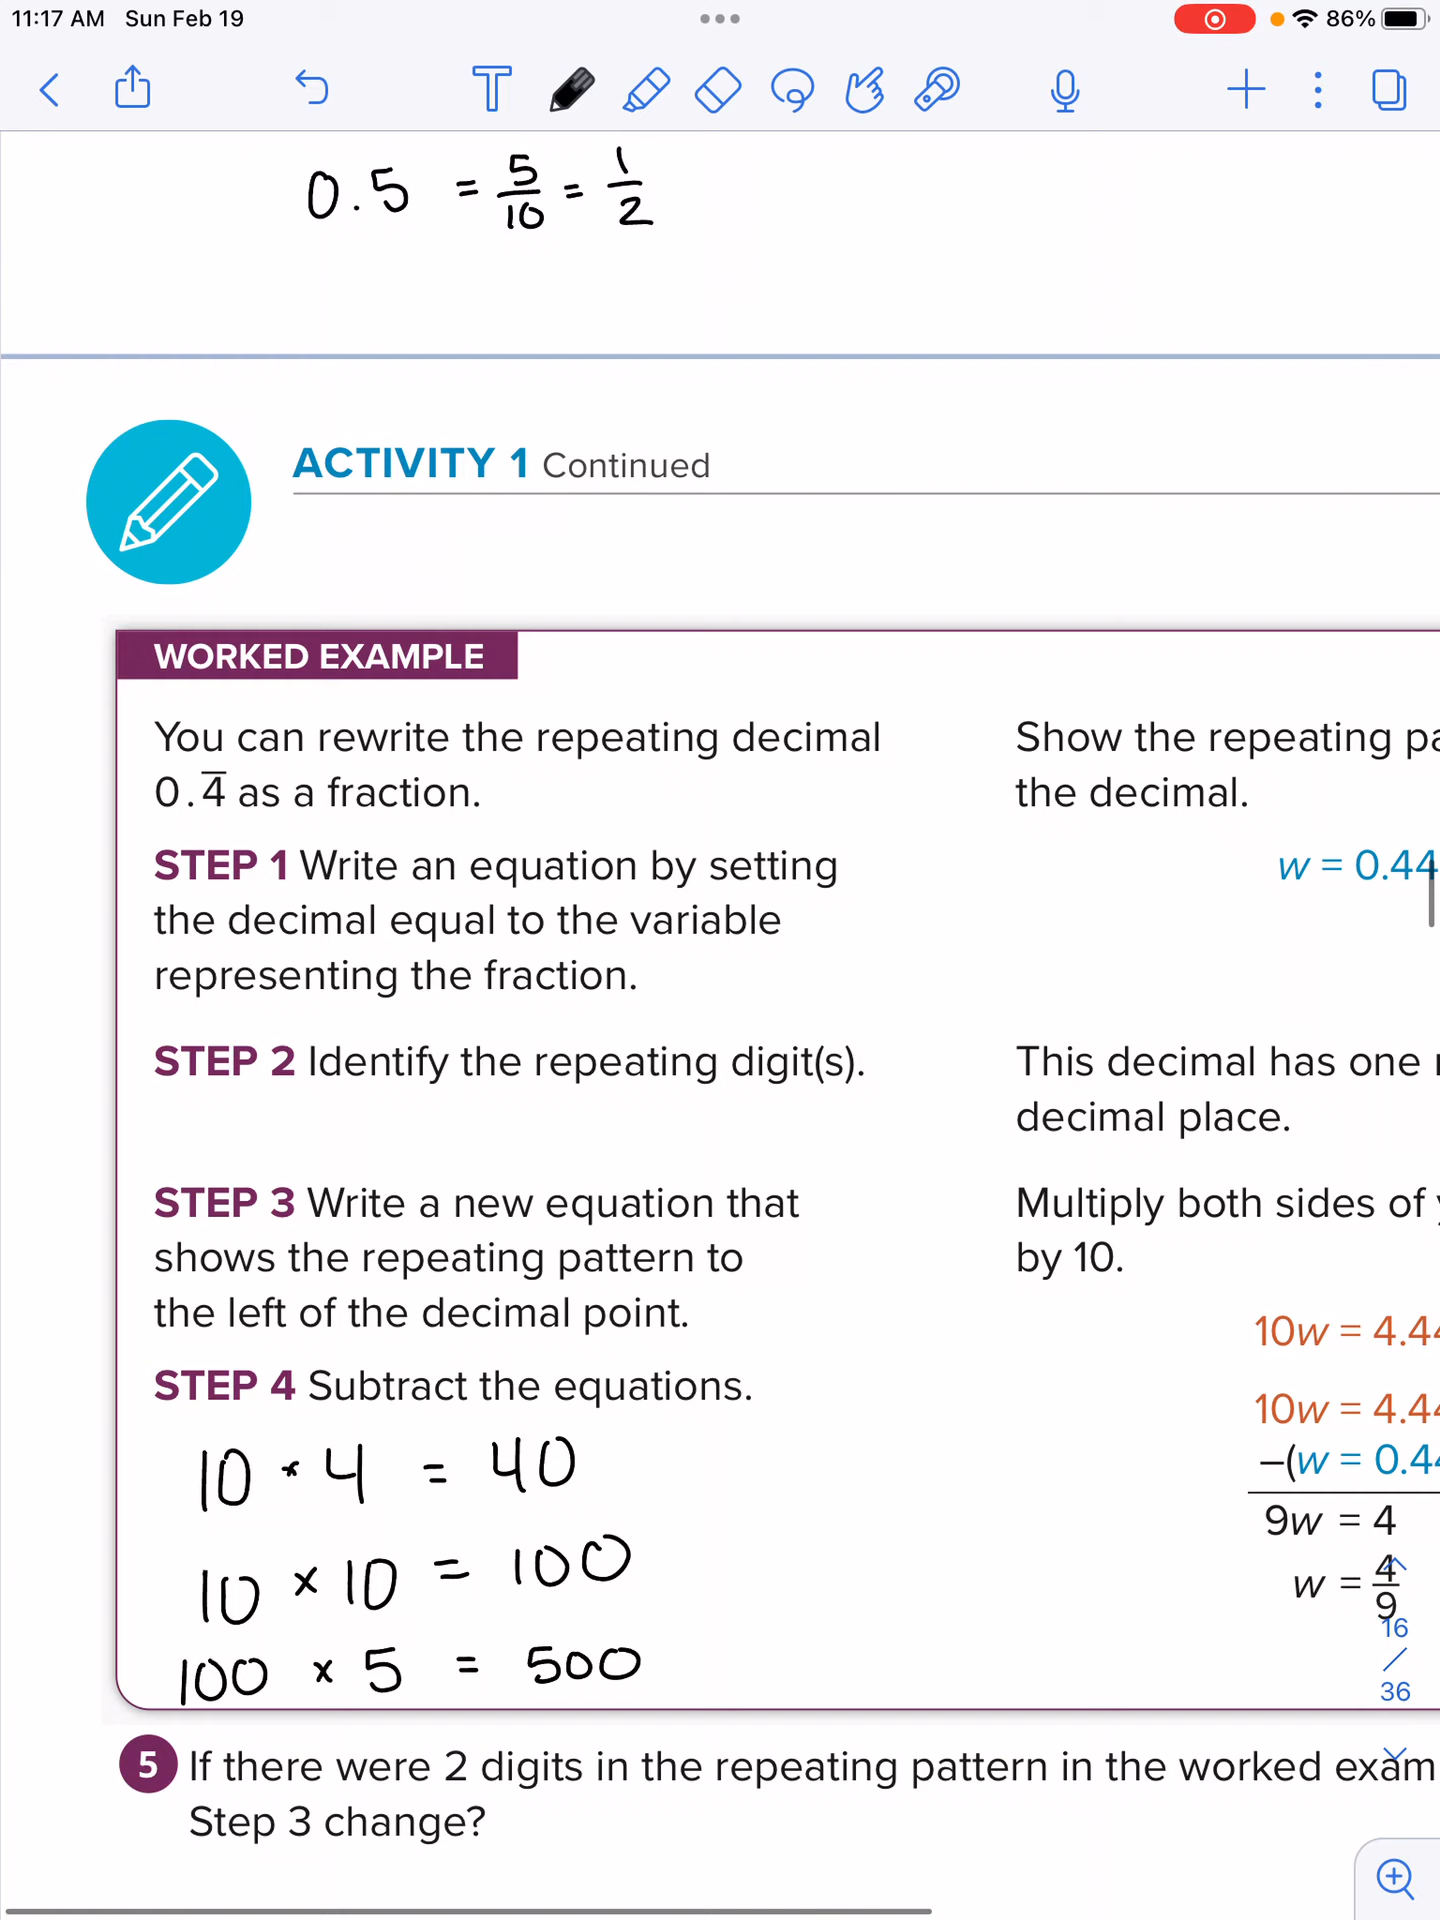 11:17 AM Sun Feb 19
86%
0.5 = 5/10 = 1/2
ACTIVITY 1 Continued
WORKED EXAMPLE
You can rewrite the repeating decimal
0.4̅ as a fraction.
STEP 1 Write an equation by setting
the decimal equal to the variable
representing the fraction.
STEP 2 Identify the repeating digit(s).
STEP 3 Write a new equation that
shows the repeating pattern to
the left of the decimal point.
STEP 4 Subtract the equations.
10 × 4 = 40
10 × 10 = 100
100 × 5 = 500
Show the repeating
the decimal.
w = 0.44
This decimal has one
decimal place.
Multiply both sides of
by 10.
10w = 4.4
10w = 4.4
–(w = 0.4
9w = 4
w = 4/9
16
/
36
5 If there were 2 digits in the repeating pattern in the worked
Step 3 change?